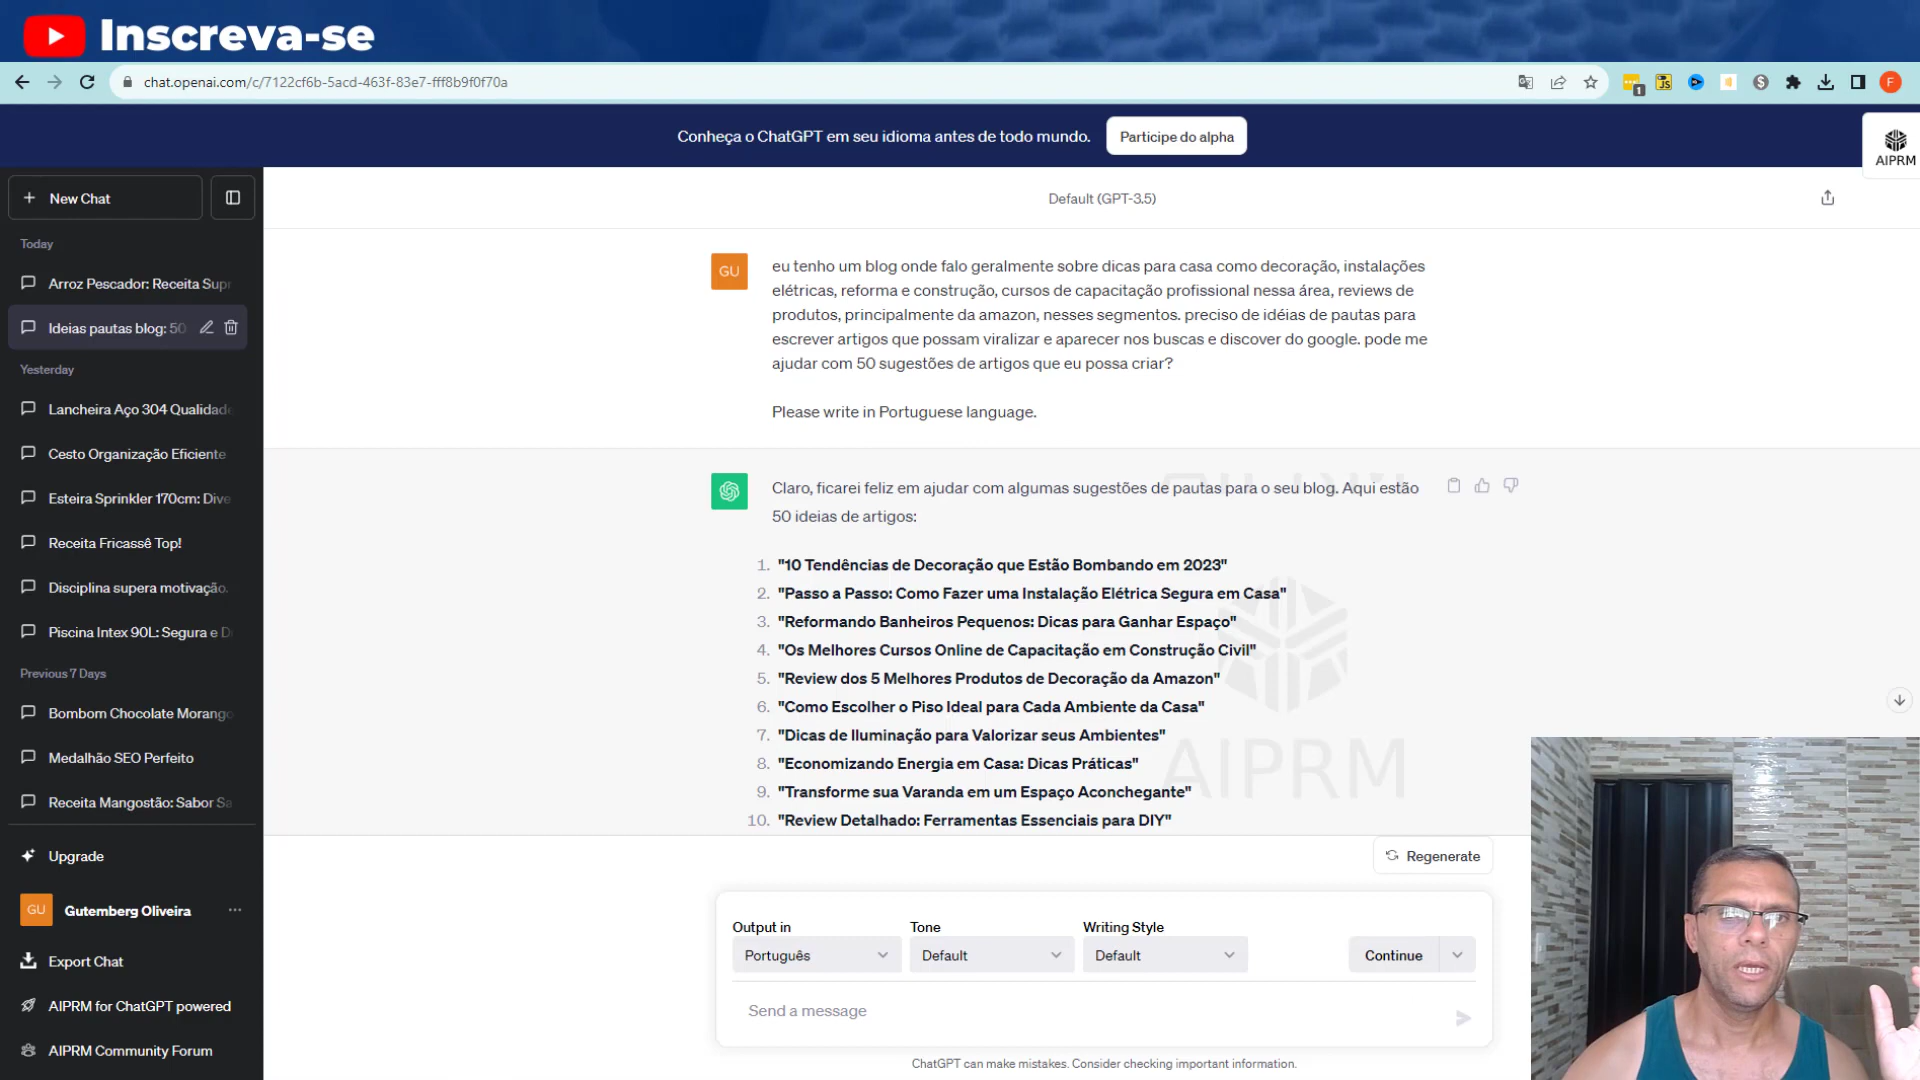 Inscreva-se
chat.openai.com/c/7122cf6b-5acd-463f-83e7-fff8b9f0f70a
1
JS
F
Conheça o ChatGPT em seu idioma antes de todo mundo.
Participe do alpha
AIPRM
New Chat
Default (GPT-3.5)
Today
Arroz Pescador: Receita Supr
Ideias pautas blog: 50
Yesterday
Lancheira Aço 304 Qualidade
Cesto Organização Eficiente
Esteira Sprinkler 170cm: Dive
Receita Fricassê Top!
Disciplina supera motivação.
Piscina Intex 90L: Segura e D
Previous 7 Days
Bombom Chocolate Morango
Medalhão SEO Perfeito
Receita Mangostão: Sabor Sa
Upgrade
GU
Gutemberg Oliveira
Export Chat
AIPRM for ChatGPT powered
AIPRM Community Forum
GU
eu tenho um blog onde falo geralmente sobre dicas para casa como decoração, instalações
elétricas, reforma e construção, cursos de capacitação profissional nessa área, reviews de
produtos, principalmente da amazon, nesses segmentos. preciso de idéias de pautas para
escrever artigos que possam viralizar e aparecer nos buscas e discover do google. pode me
ajudar com 50 sugestões de artigos que eu possa criar?
Please write in Portuguese language.
Claro, ficarei feliz em ajudar com algumas sugestões de pautas para o seu blog. Aqui estão
50 ideias de artigos:
1. "10 Tendências de Decoração que Estão Bombando em 2023"
2. "Passo a Passo: Como Fazer uma Instalação Elétrica Segura em Casa"
3. "Reformando Banheiros Pequenos: Dicas para Ganhar Espaço"
4. "Os Melhores Cursos Online de Capacitação em Construção Civil"
5. "Review dos 5 Melhores Produtos de Decoração da Amazon"
6. "Como Escolher o Piso Ideal para Cada Ambiente da Casa"
7. "Dicas de Iluminação para Valorizar seus Ambientes"
8. "Economizando Energia em Casa: Dicas Práticas"
9. "Transforme sua Varanda em um Espaço Aconchegante"
10. "Review Detalhado: Ferramentas Essenciais para DIY"
AIPRM
Regenerate
Output in
Tone
Writing Style
Português
Default
Default
Continue
Send a message
ChatGPT can make mistakes. Consider checking important information.